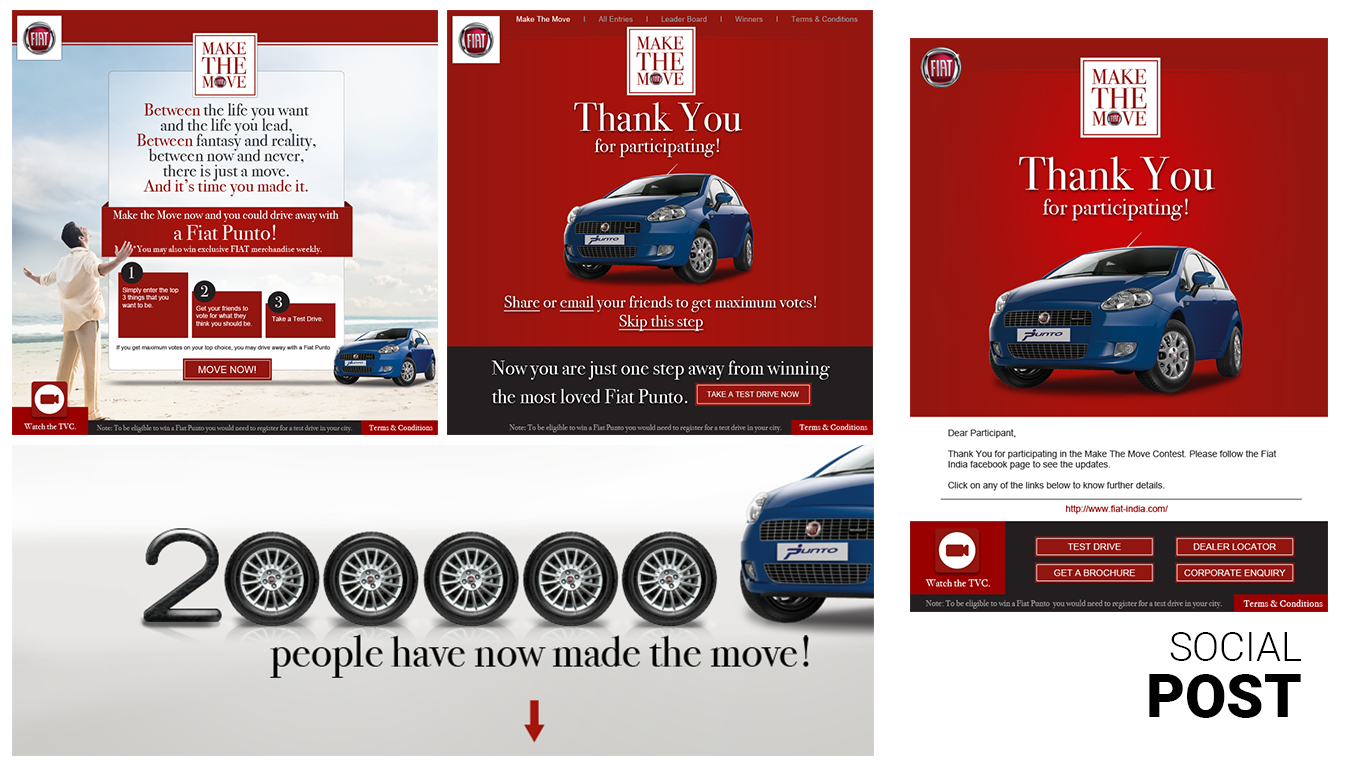 FIAT
MAKE
THE
MOVE
Between the life you want
and the life you lead,
Between fantasy and reality,
between now and never,
there is just a move.
And it's time you made it.
Make the Move now and you could drive away with
a Fiat Punto!
*You may also win exclusive FIAT merchandise weekly.
1
Simply enter the top
3 things that you
want to be.
2
Get your friends to
vote for what they
think you should be.
3
Take a Test Drive.
If you get maximum votes on your top choice, you may drive away with a Fiat Punto
MOVE NOW!
Punto
Watch the TVC.
Note: To be eligible to win a Fiat Punto you would need to register for a test drive in your city.
Terms & Conditions
FIAT
Make The Move | All Entries | Leader Board | Winners | Terms & Conditions
MAKE
THE
MOVE
Thank You
for participating!
Punto
Share or email your friends to get maximum votes!
Skip this step
Now you are just one step away from winning
the most loved Fiat Punto.
TAKE A TEST DRIVE NOW
Note: To be eligible to win a Fiat Punto you would need to register for a test drive in your city.
Terms & Conditions
200000
Punto
people have now made the move!
FIAT
MAKE
THE
MOVE
Thank You
for participating!
Punto
Dear Participant,
Thank You for participating in the Make The Move Contest. Please follow the Fiat
India facebook page to see the updates.
Click on any of the links below to know further details.
http://www.fiat-india.com/
Watch the TVC.
TEST DRIVE
DEALER LOCATOR
GET A BROCHURE
CORPORATE ENQUIRY
Note: To be eligible to win a Fiat Punto you would need to register for a test drive in your city.
Terms & Conditions
SOCIAL
POST